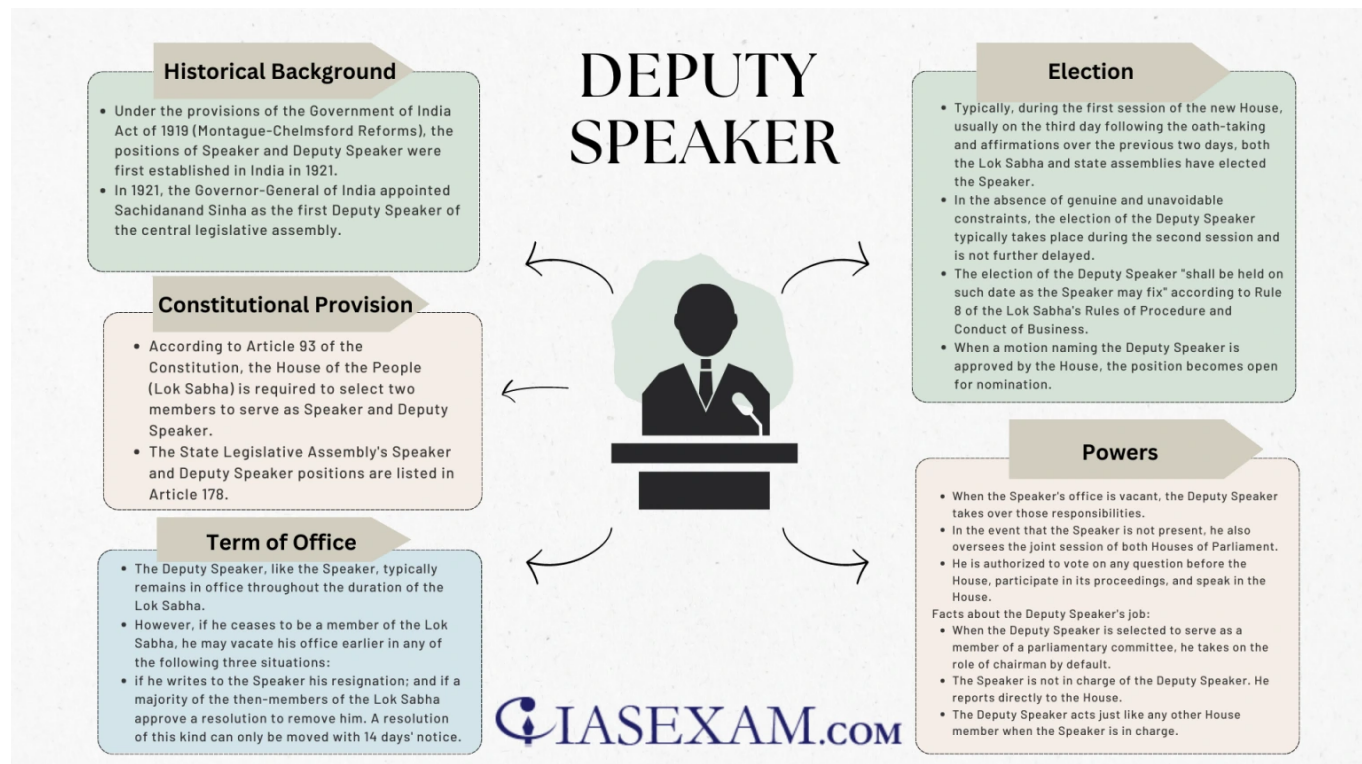 DEPUTY
SPEAKER
Historical Background
• Under the provisions of the Government of India
Act of 1919 (Montague-Chelmsford Reforms), the
positions of Speaker and Deputy Speaker were
first established in India in 1921.
• In 1921, the Governor-General of India appointed
Sachidanand Sinha as the first Deputy Speaker of
the central legislative assembly.
Constitutional Provision
• According to Article 93 of the
Constitution, the House of the People
(Lok Sabha) is required to select two
members to serve as Speaker and Deputy
Speaker.
• The State Legislative Assembly's Speaker
and Deputy Speaker positions are listed in
Article 178.
Term of Office
• The Deputy Speaker, like the Speaker, typically
remains in office throughout the duration of the
Lok Sabha.
• However, if he ceases to be a member of the Lok
Sabha, he may vacate his office earlier in any of
the following three situations:
• if he writes to the Speaker his resignation; and if a
majority of the then-members of the Lok Sabha
approve a resolution to remove him. A resolution
of this kind can only be moved with 14 days' notice.
Election
• Typically, during the first session of the new House,
usually on the third day following the oath-taking
and affirmations over the previous two days, both
the Lok Sabha and state assemblies have elected
the Speaker.
• In the absence of genuine and unavoidable
constraints, the election of the Deputy Speaker
typically takes place during the second session and
is not further delayed.
• The election of the Deputy Speaker "shall be held on
such date as the Speaker may fix" according to Rule
8 of the Lok Sabha's Rules of Procedure and
Conduct of Business.
• When a motion naming the Deputy Speaker is
approved by the House, the position becomes open
for nomination.
Powers
• When the Speaker's office is vacant, the Deputy Speaker
takes over those responsibilities.
• In the event that the Speaker is not present, he also
oversees the joint session of both Houses of Parliament.
• He is authorized to vote on any question before the
House, participate in its proceedings, and speak in the
House.
Facts about the Deputy Speaker's job:
• When the Deputy Speaker is selected to serve as a
member of a parliamentary committee, he takes on the
role of chairman by default.
• The Speaker is not in charge of the Deputy Speaker. He
reports directly to the House.
• The Deputy Speaker acts just like any other House
member when the Speaker is in charge.
IASEXAM.COM